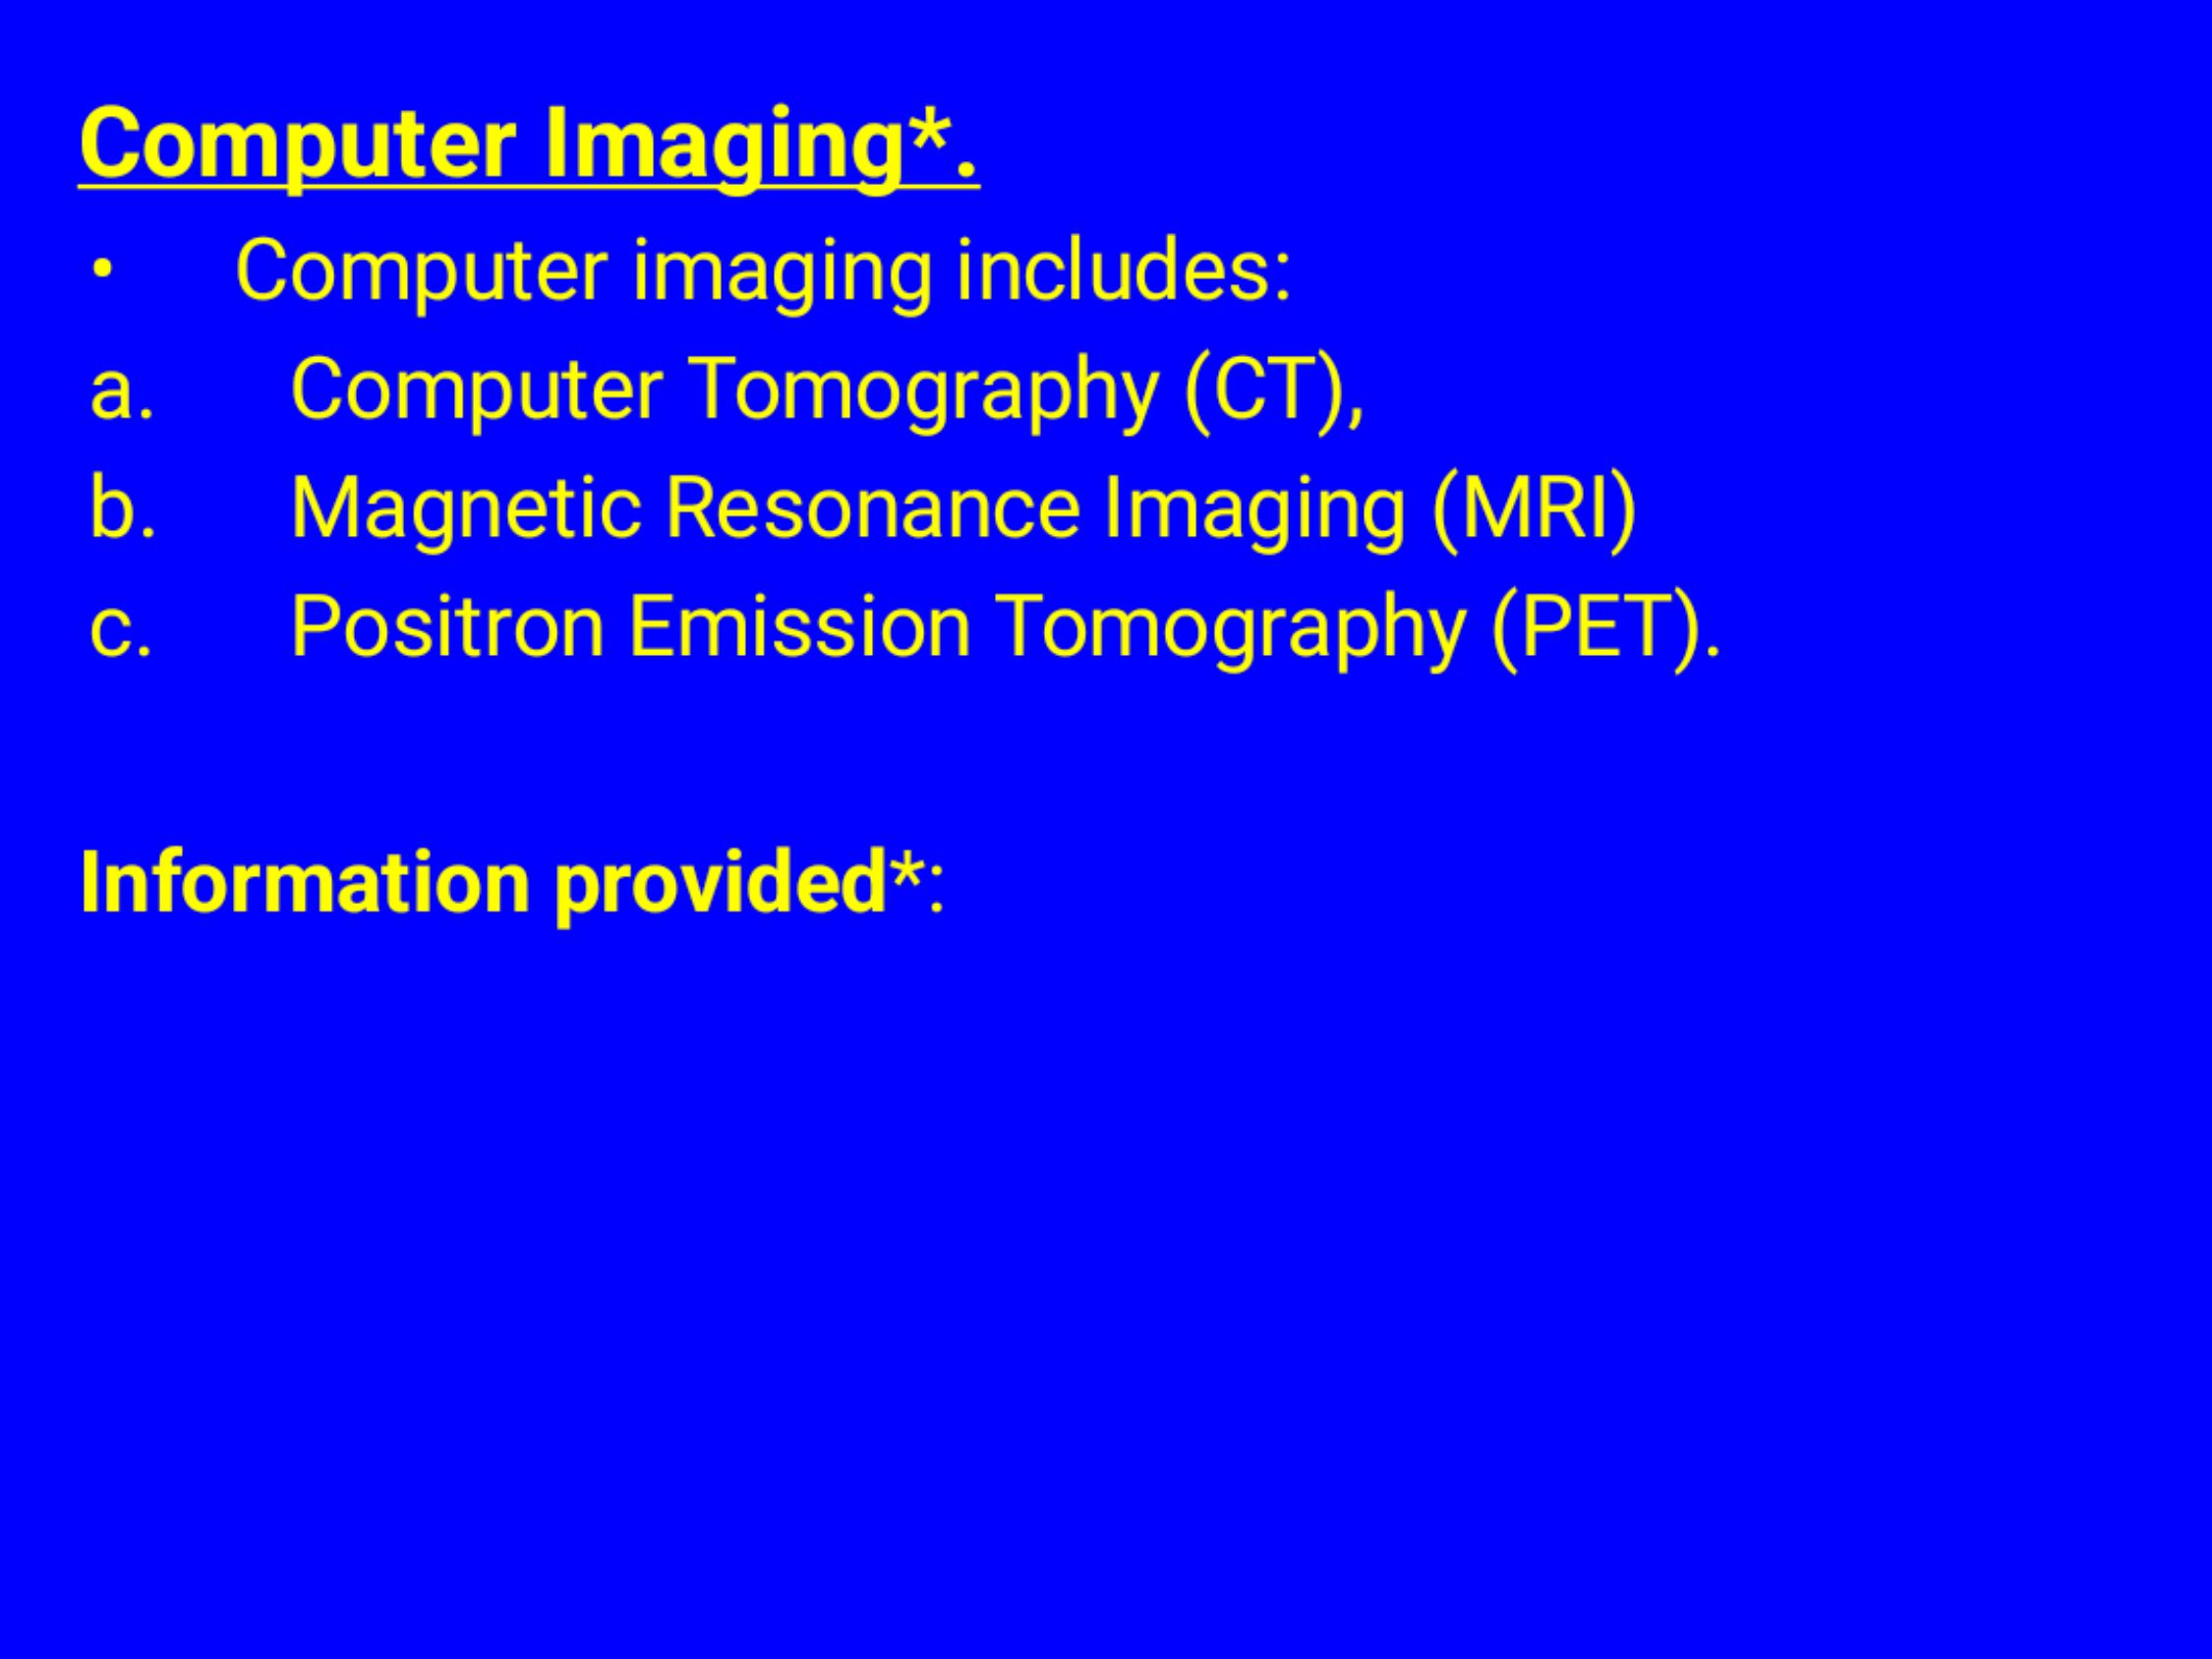 Computer Imaging*.
• Computer imaging includes:
a. Computer Tomography (CT),
b. Magnetic Resonance Imaging (MRI)
c. Positron Emission Tomography (PET).
Information provided*: